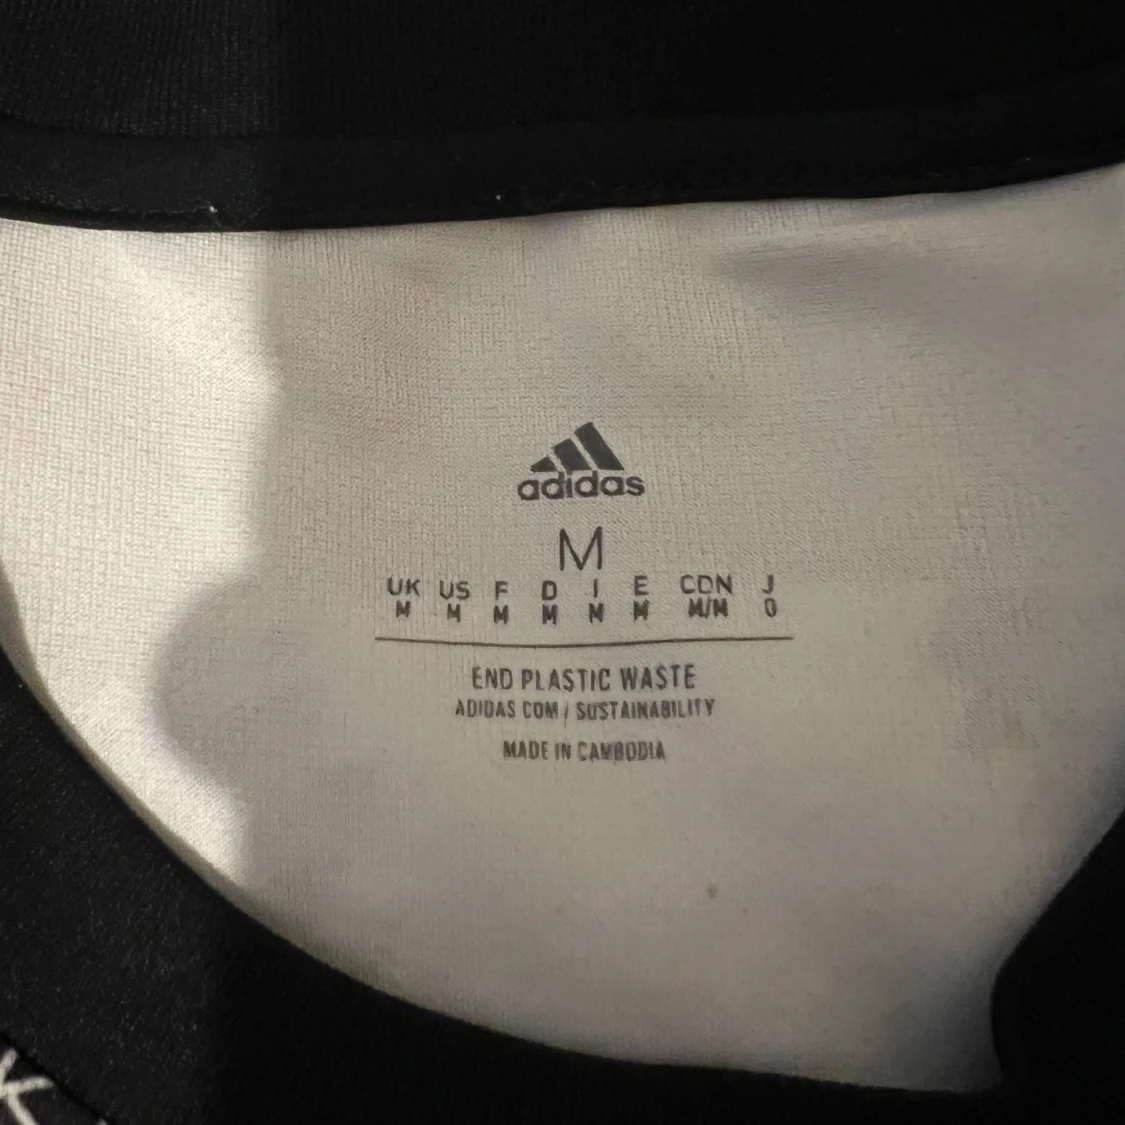 adidas
M
UK US F D I E CDN J
M M M M M M M/M O
END PLASTIC WASTE
ADIDAS.COM / SUSTAINABILITY
MADE IN CAMBODIA